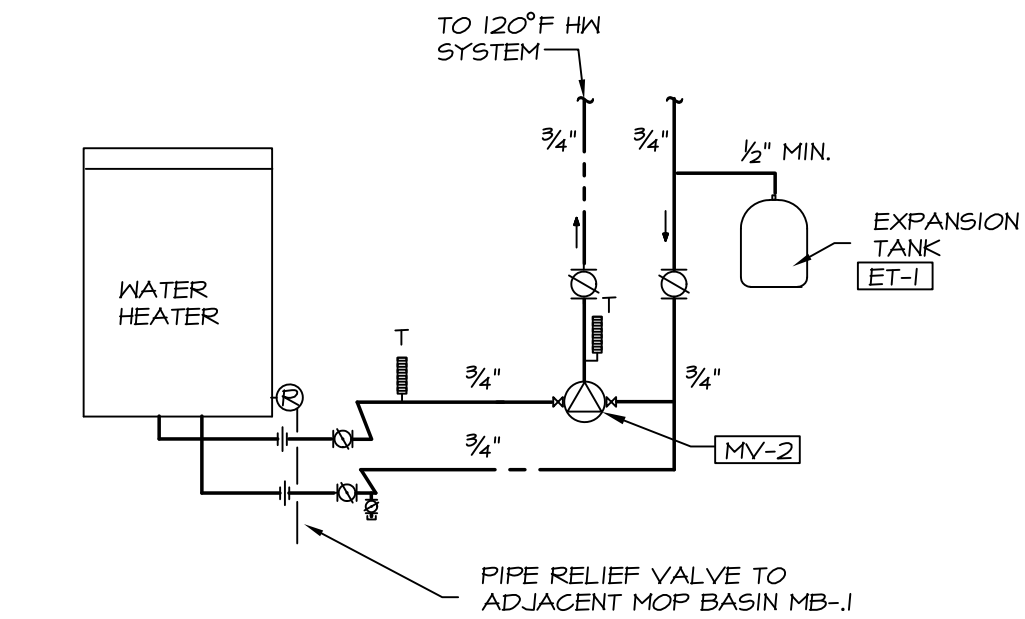 TO 120°F HW
SYSTEM
3/4"
3/4"
1/2" MIN.
EXPANSION
TANK
ET-1
WATER
HEATER
T
T
R
3/4"
3/4"
3/4"
MV-2
PIPE RELIEF VALVE TO
ADJACENT MOP BASIN MB-.1